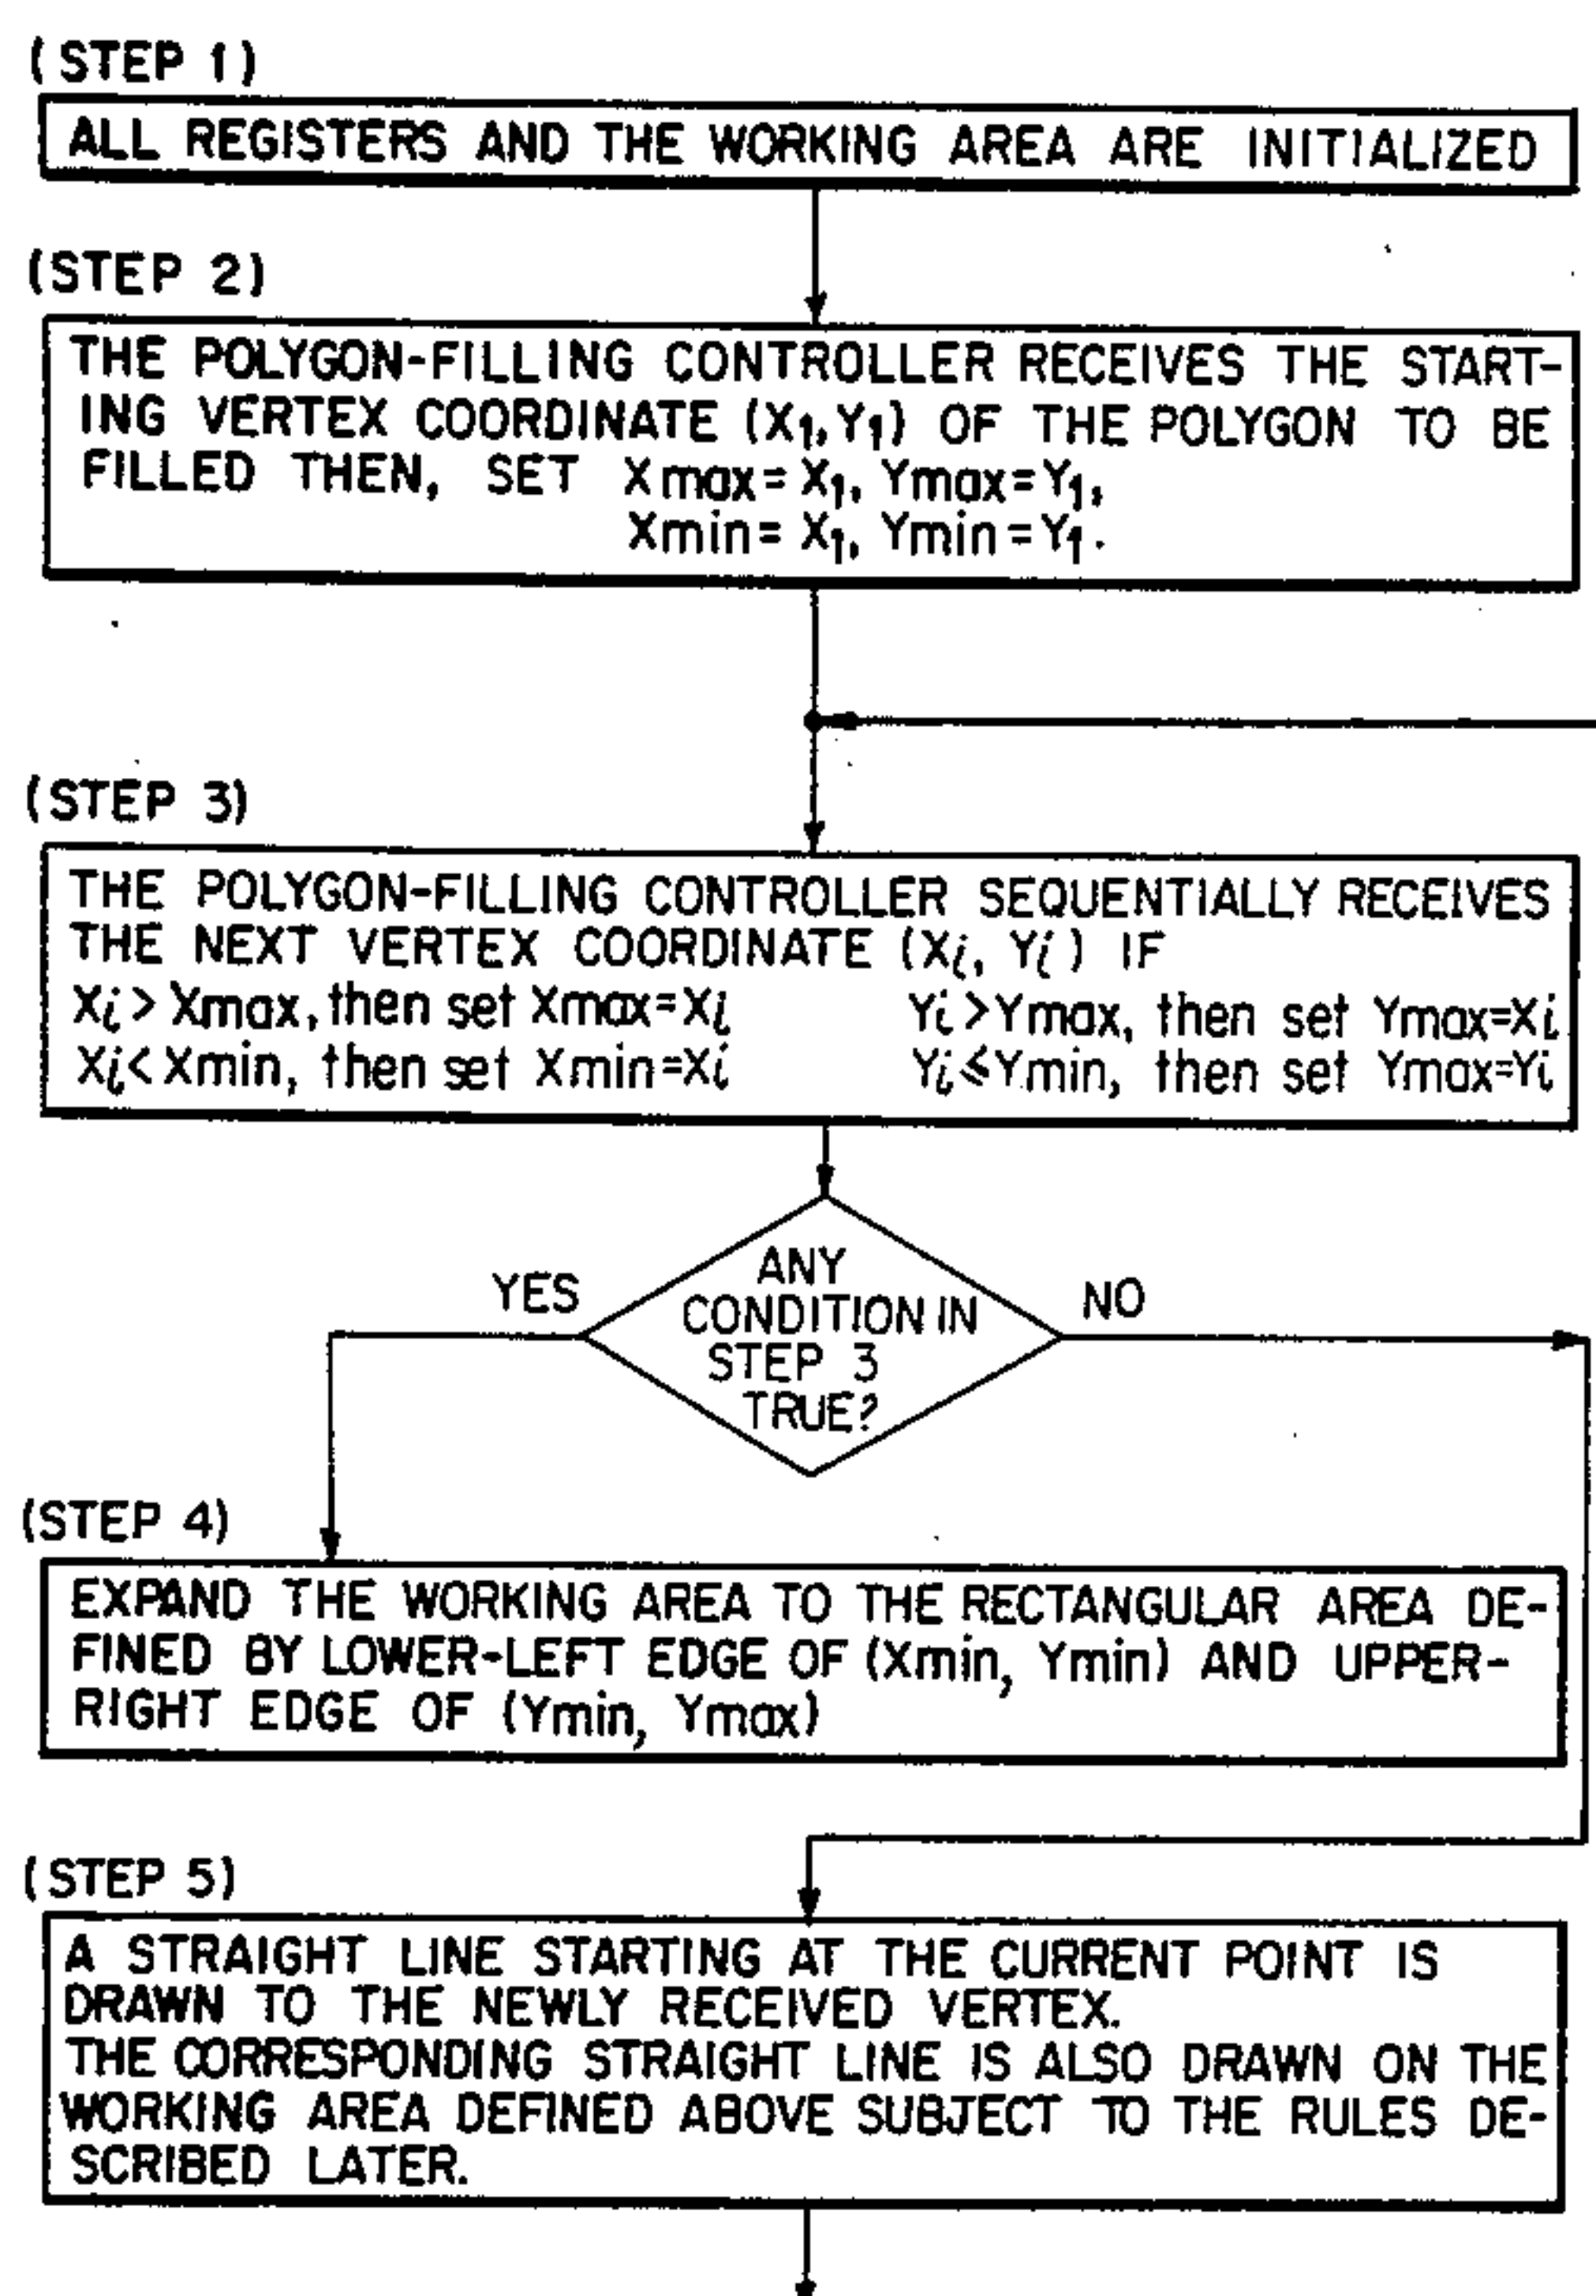 (STEP 1)
ALL REGISTERS AND THE WORKING AREA ARE INITIALIZED
(STEP 2)
THE POLYGON-FILLING CONTROLLER RECEIVES THE START-
ING VERTEX COORDINATE (X1,Y1) OF THE POLYGON TO BE
FILLED THEN, SET Xmax=X1, Ymax=Y1,
Xmin=X1, Ymin=Y1.
(STEP 3)
THE POLYGON-FILLING CONTROLLER SEQUENTIALLY RECEIVES
THE NEXT VERTEX COORDINATE (Xi, Yi) IF
Xi>Xmax, then set Xmax=Xi Yi>Ymax, then set Ymax=Xi
Xi<Xmin, then set Xmin=Xi Yi≤Ymin, then set Ymax=Yi
ANY
CONDITION IN
STEP 3
TRUE?
YES
NO
(STEP 4)
EXPAND THE WORKING AREA TO THE RECTANGULAR AREA DE-
FINED BY LOWER-LEFT EDGE OF (Xmin, Ymin) AND UPPER-
RIGHT EDGE OF (Ymin, Ymax)
(STEP 5)
A STRAIGHT LINE STARTING AT THE CURRENT POINT IS
DRAWN TO THE NEWLY RECEIVED VERTEX.
THE CORRESPONDING STRAIGHT LINE IS ALSO DRAWN ON THE
WORKING AREA DEFINED ABOVE SUBJECT TO THE RULES DE-
SCRIBED LATER.